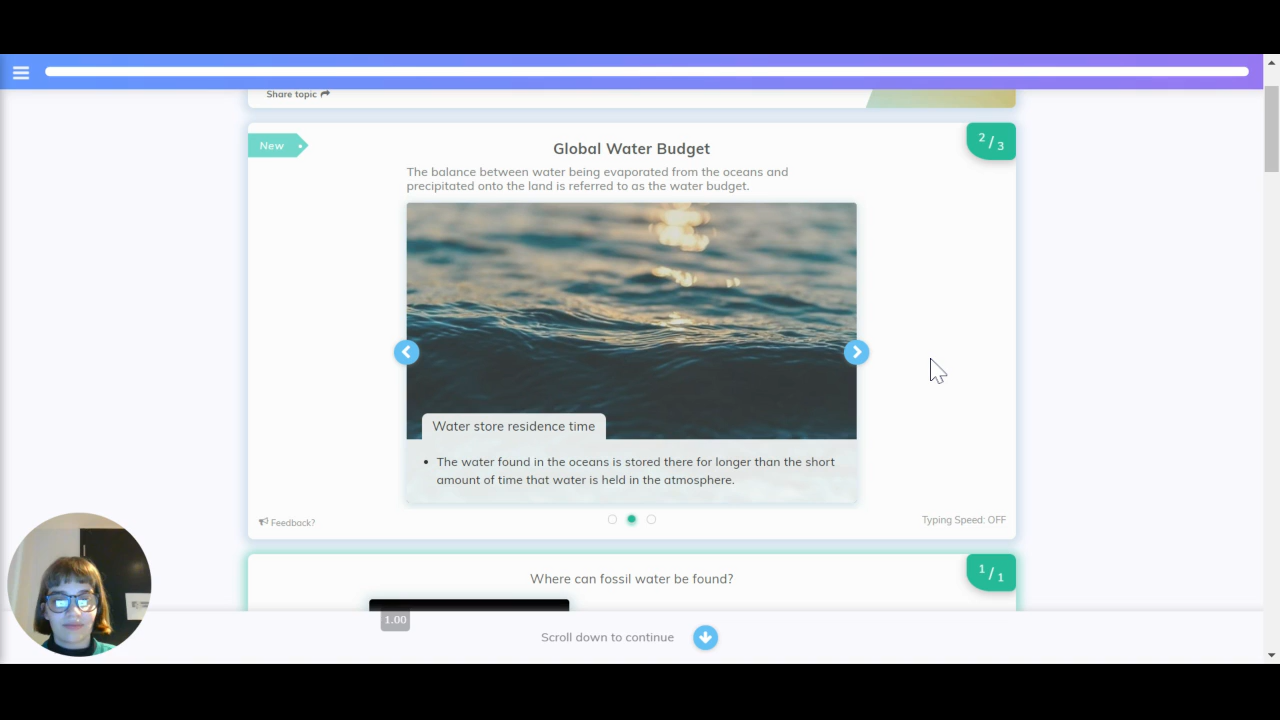 Share topic
New
Global Water Budget
2/3
The balance between water being evaporated from the oceans and
precipitated onto the land is referred to as the water budget.
Water store residence time
• The water found in the oceans is stored there for longer than the short
amount of time that water is held in the atmosphere.
Feedback?
Typing Speed: OFF
Where can fossil water be found?
1/1
1.00
Scroll down to continue